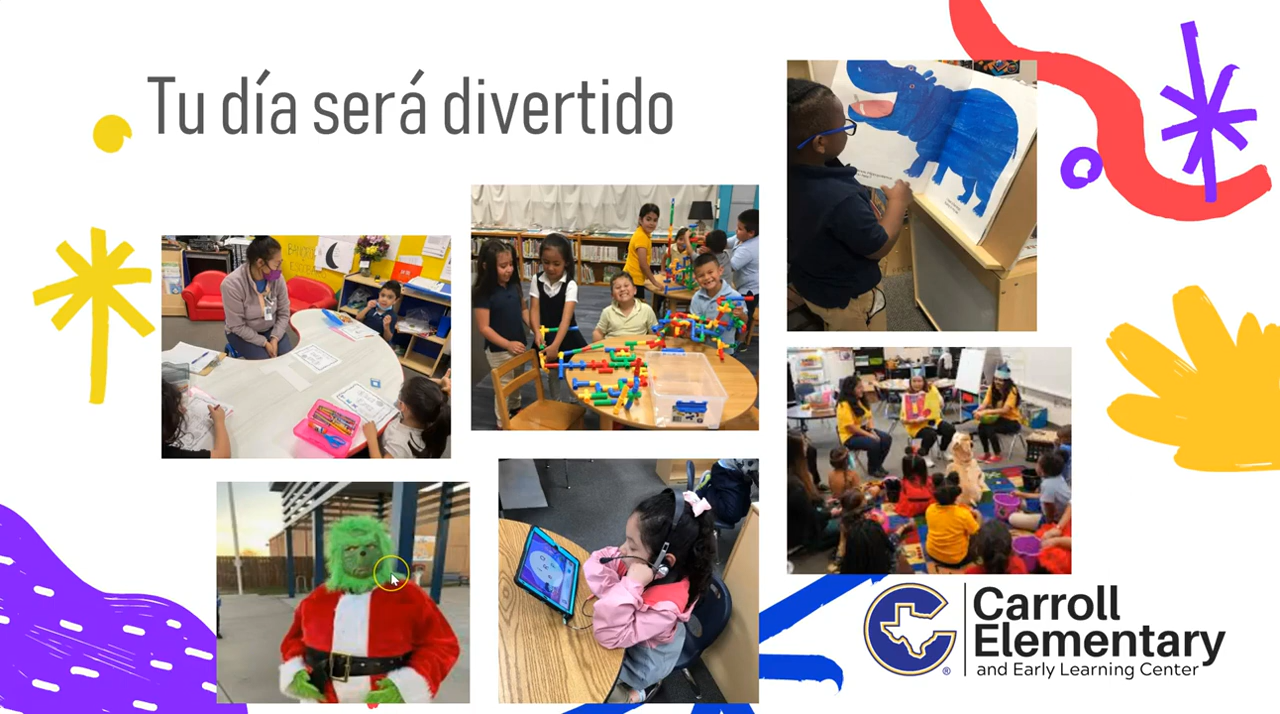 Tu día será divertido
Carroll
Elementary
and Early Learning Center
®